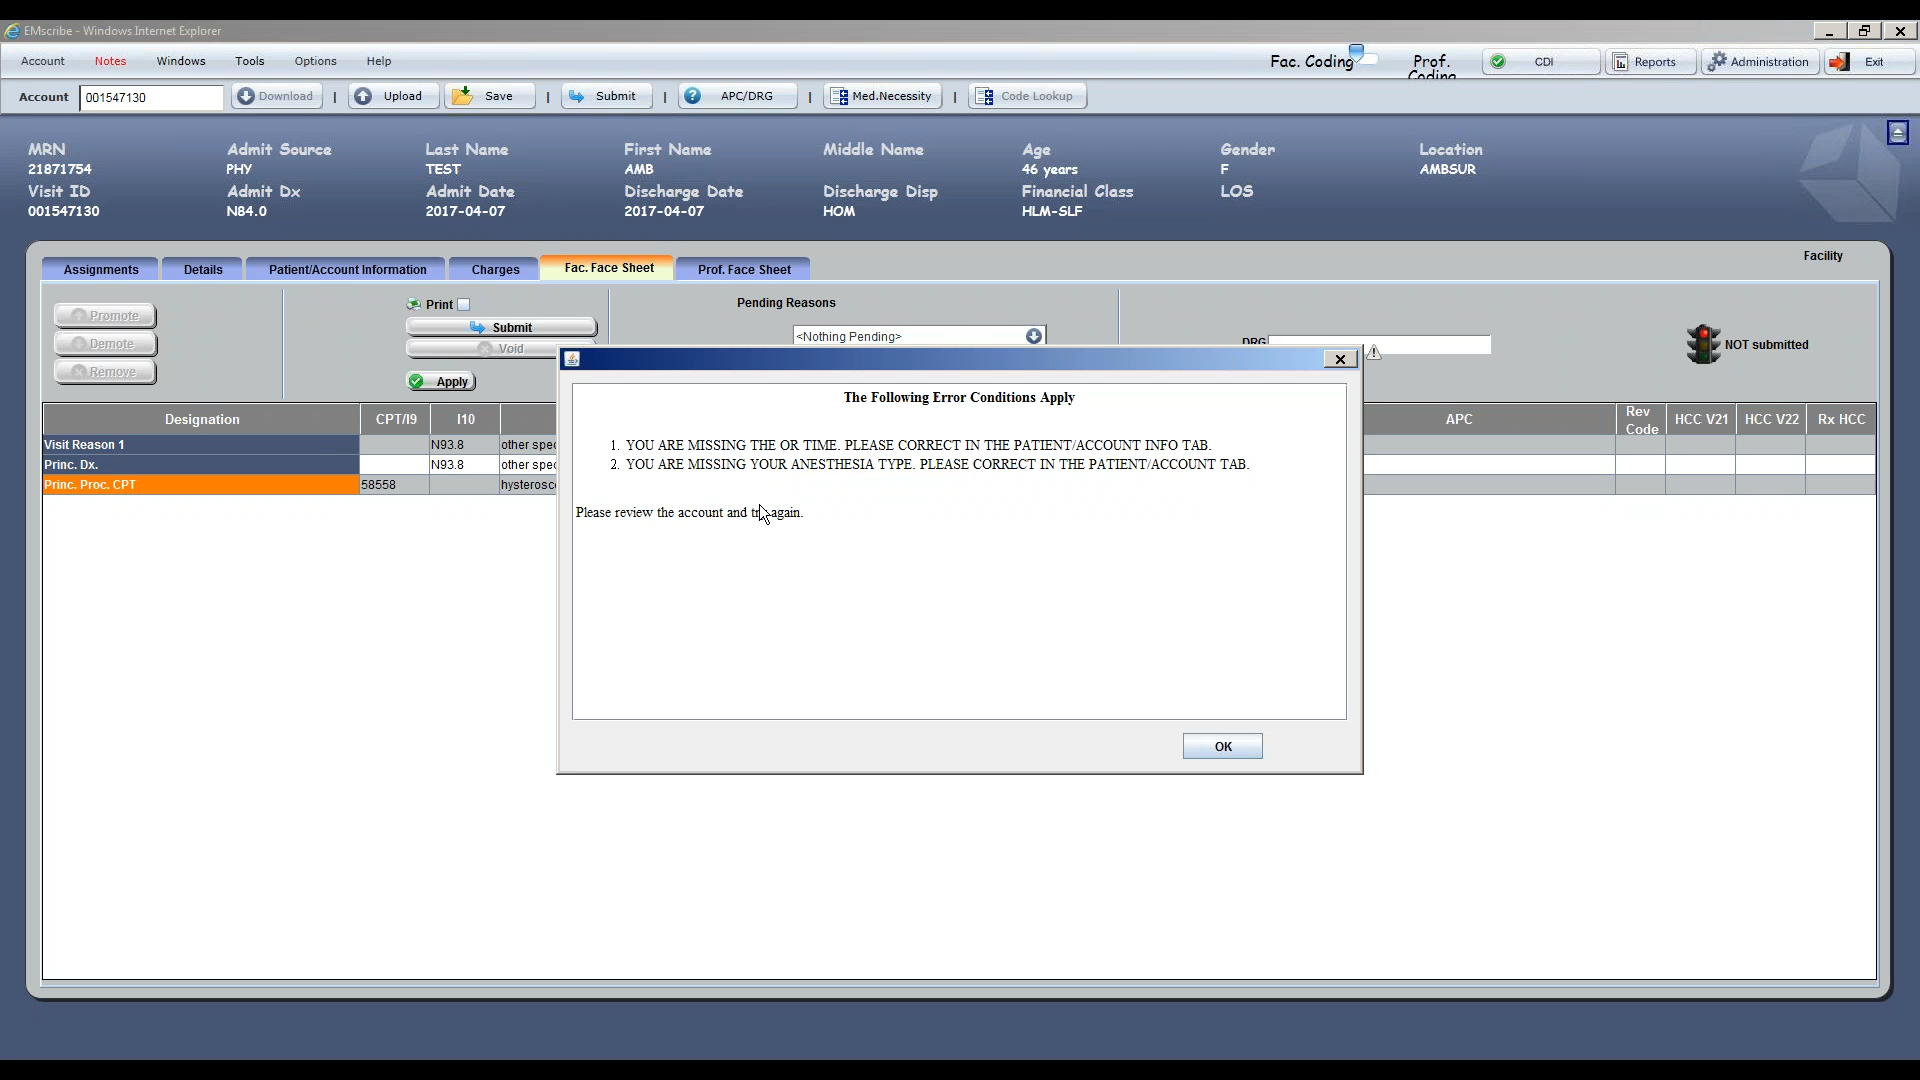 EMscribe - Windows Internet Explorer
Account Notes Windows Tools Options Help Fac. Coding Prof. Coding CDI Reports Administration Exit
Account 001547130 Download | Upload Save | Submit | APC/DRG | Med.Necessity | Code Lookup
MRN Admit Source Last Name First Name Middle Name Age Gender Location
21871754 PHY TEST AMB 46 years F AMBSUR
Visit ID Admit Dx Admit Date Discharge Date Discharge Disp Financial Class LOS
001547130 N84.0 2017-04-07 2017-04-07 HOM HLM-SLF
Facility
Assignments Details Patient/Account Information Charges Fac. Face Sheet Prof. Face Sheet
Promote
Demote
Remove
Print
Submit
Void
Apply
Pending Reasons
<Nothing Pending>
DRG
NOT submitted
Designation CPT/I9 I10 APC Rev Code HCC V21 HCC V22 Rx HCC
Visit Reason 1 N93.8 other spec
Princ. Dx. N93.8 other spec
Princ. Proc. CPT 58558 hysterosc
The Following Error Conditions Apply
1. YOU ARE MISSING THE OR TIME. PLEASE CORRECT IN THE PATIENT/ACCOUNT INFO TAB.
2. YOU ARE MISSING YOUR ANESTHESIA TYPE. PLEASE CORRECT IN THE PATIENT/ACCOUNT TAB.
Please review the account and try again.
OK